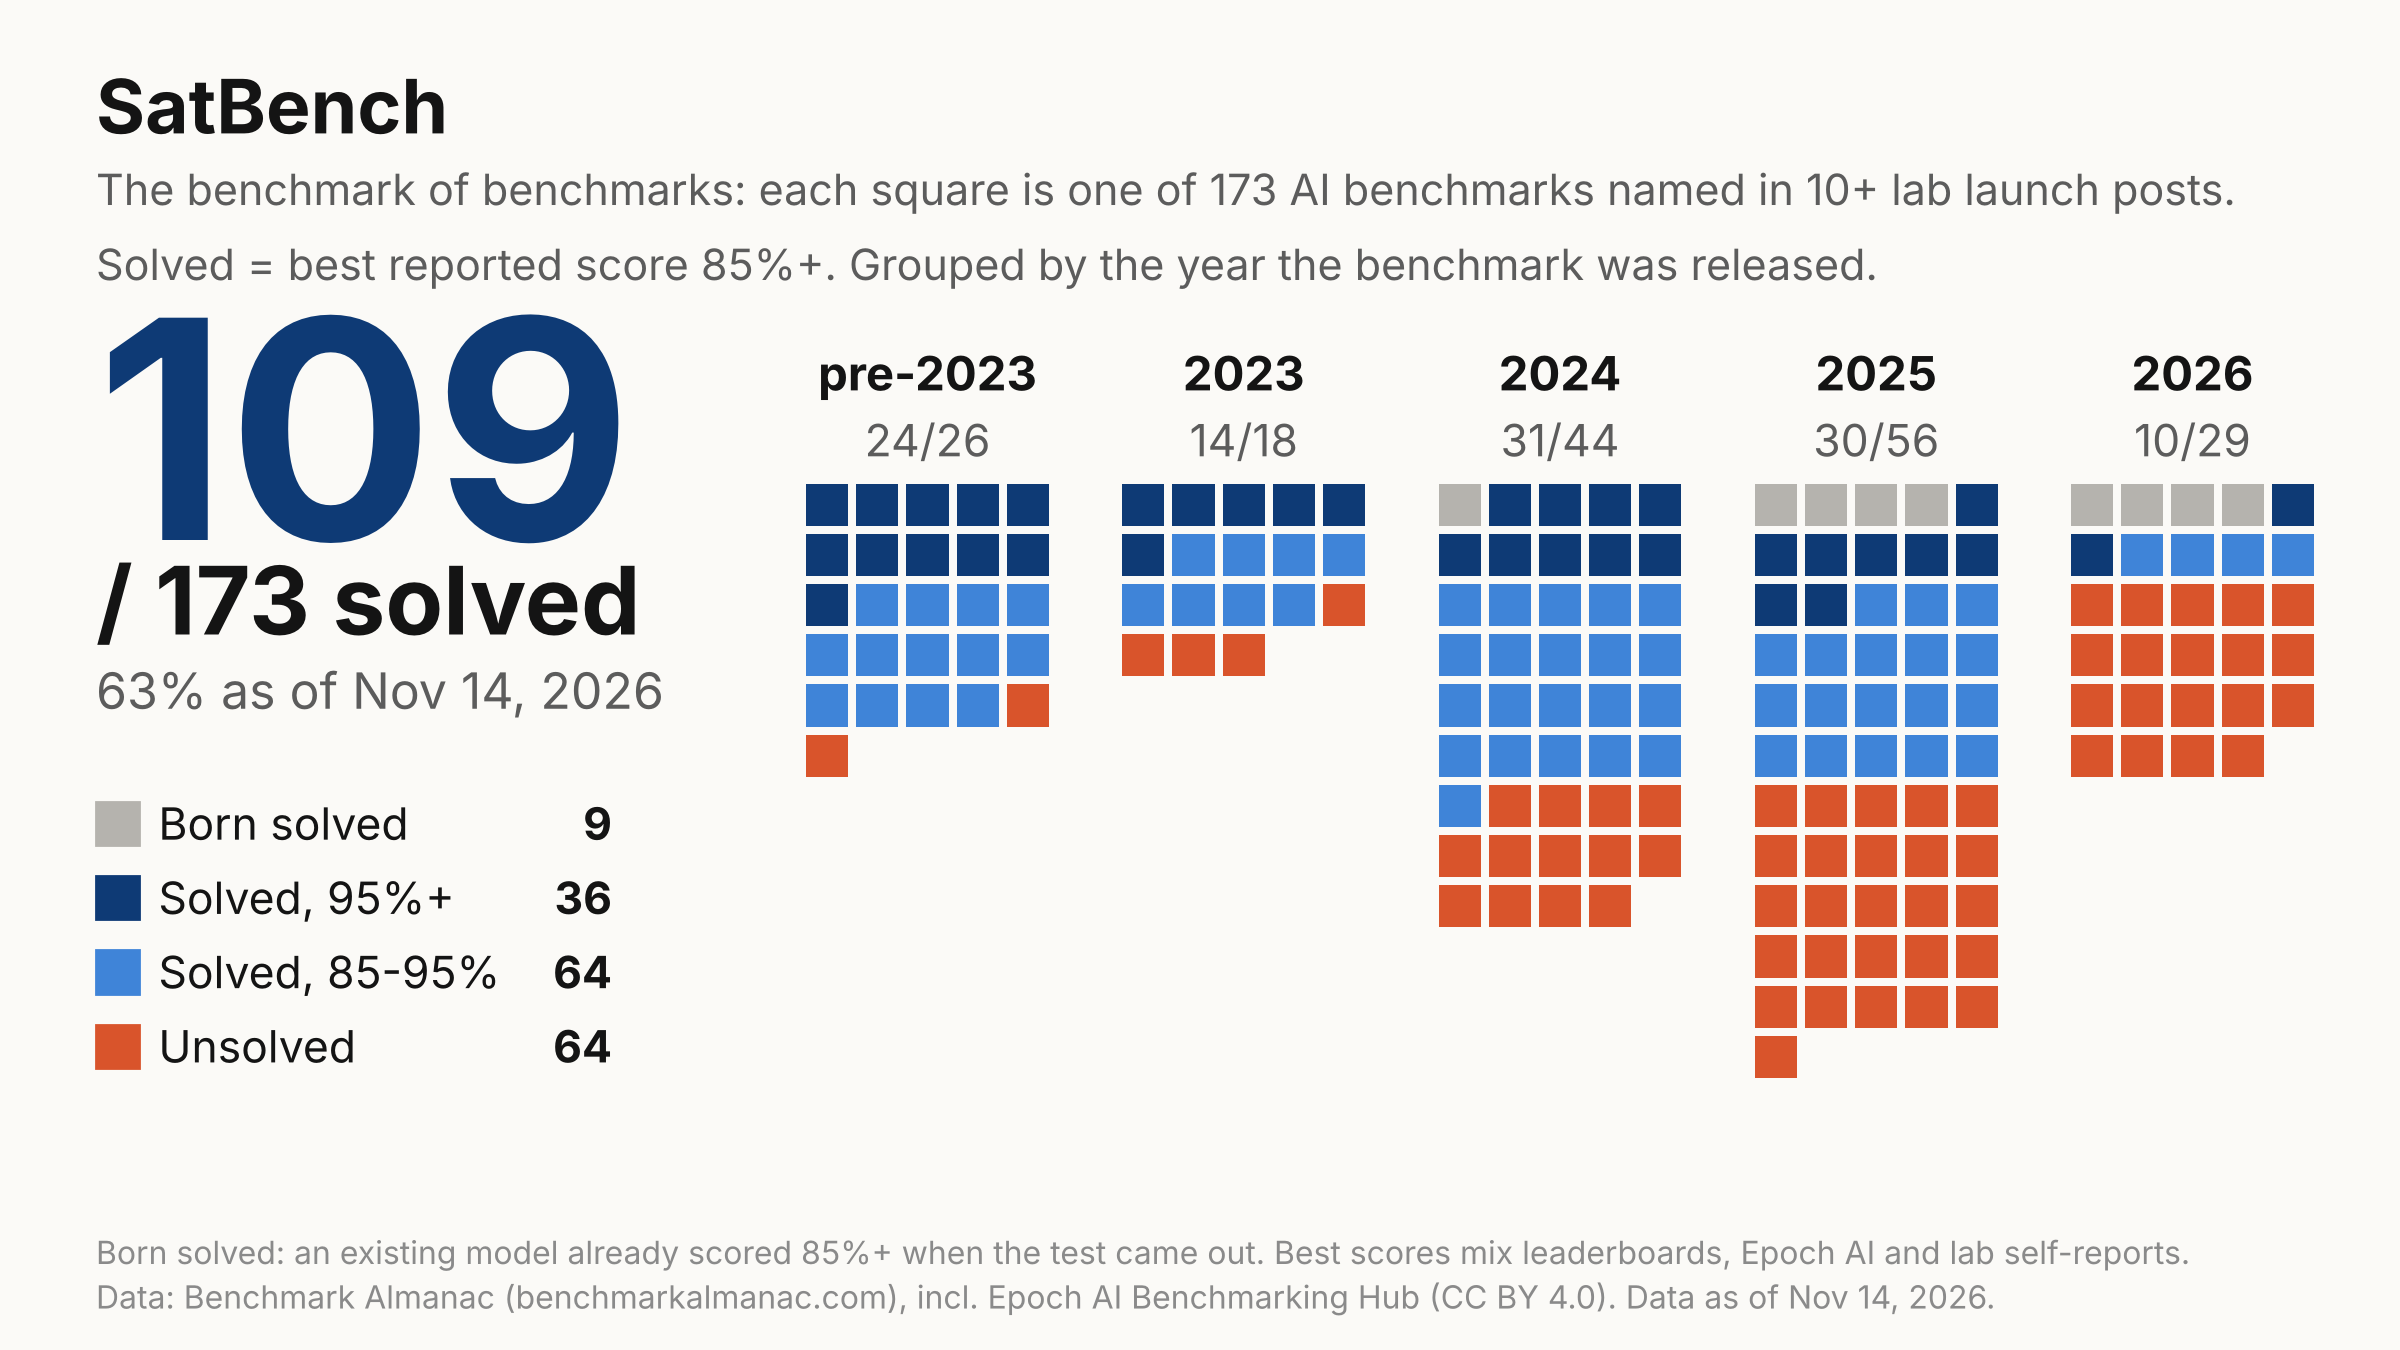 SatBench
The benchmark of benchmarks: each square is one of 173 AI benchmarks named in 10+ lab launch posts.
Solved = best reported score 85%+. Grouped by the year the benchmark was released.
109
/ 173 solved
63% as of Nov 14, 2026
Born solved 9
Solved, 95%+ 36
Solved, 85-95% 64
Unsolved 64
pre-2023 2023 2024 2025 2026
24/26 14/18 31/44 30/56 10/29
Born solved: an existing model already scored 85%+ when the test came out. Best scores mix leaderboards, Epoch AI and lab self-reports.
Data: Benchmark Almanac (benchmarkalmanac.com), incl. Epoch AI Benchmarking Hub (CC BY 4.0). Data as of Nov 14, 2026.